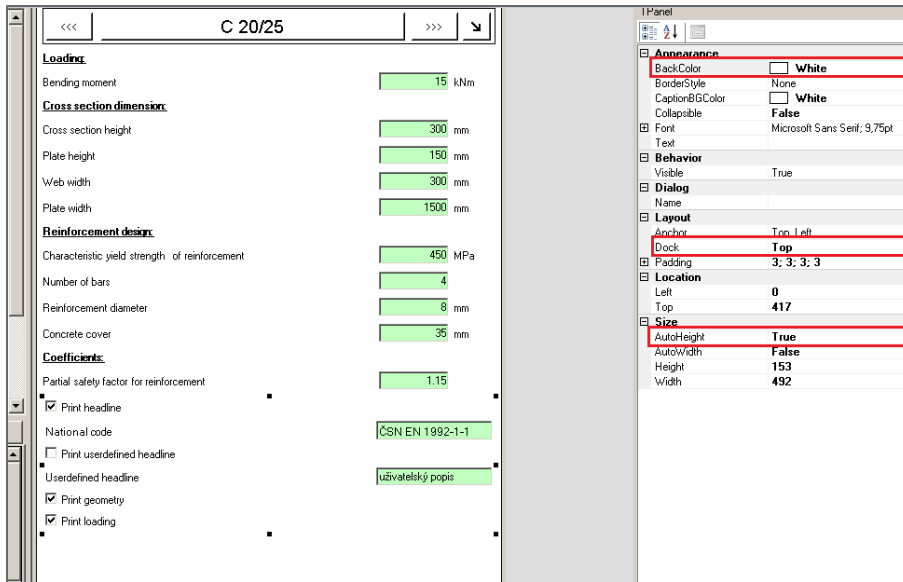 <<< C 20/25 >>>
Loading:
Bending moment 15 kNm
Cross section dimension:
Cross section height 300 mm
Plate height 150 mm
Web width 300 mm
Plate width 1500 mm
Reinforcement design:
Characteristic yield strength of reinforcement 450 MPa
Number of bars 4
Reinforcement diameter 8 mm
Concrete cover 35 mm
Coefficients:
Partial safety factor for reinforcement 1.15
Print headline
National code ČSN EN 1992-1-1
Print userdefined headline
Userdefined headline uživatelský popis
Print geometry
Print loading
TPanel
Appearance
BackColor White
BorderStyle None
CaptionBGColor White
Collapsible False
Font Microsoft Sans Serif; 9,75pt
Text
Behavior
Visible True
Dialog
Name
Layout
Anchor Top, Left
Dock Top
Padding 3; 3; 3; 3
Location
Left 0
Top 417
Size
AutoHeight True
AutoWidth False
Height 153
Width 492